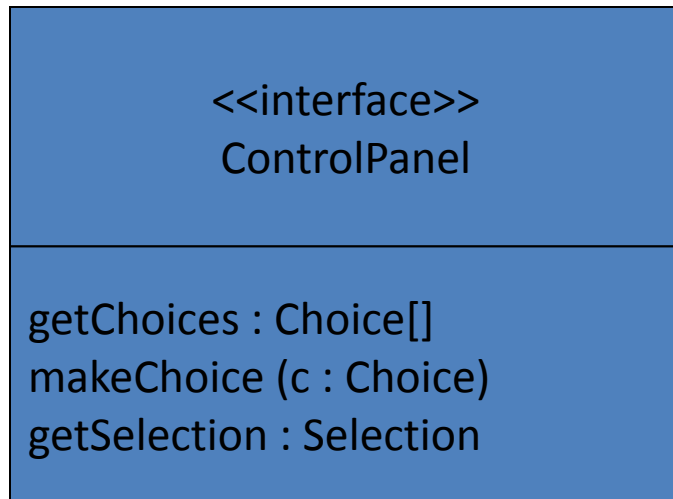 <<interface>>
ControlPanel
getChoices : Choice[]
makeChoice (c : Choice)
getSelection : Selection